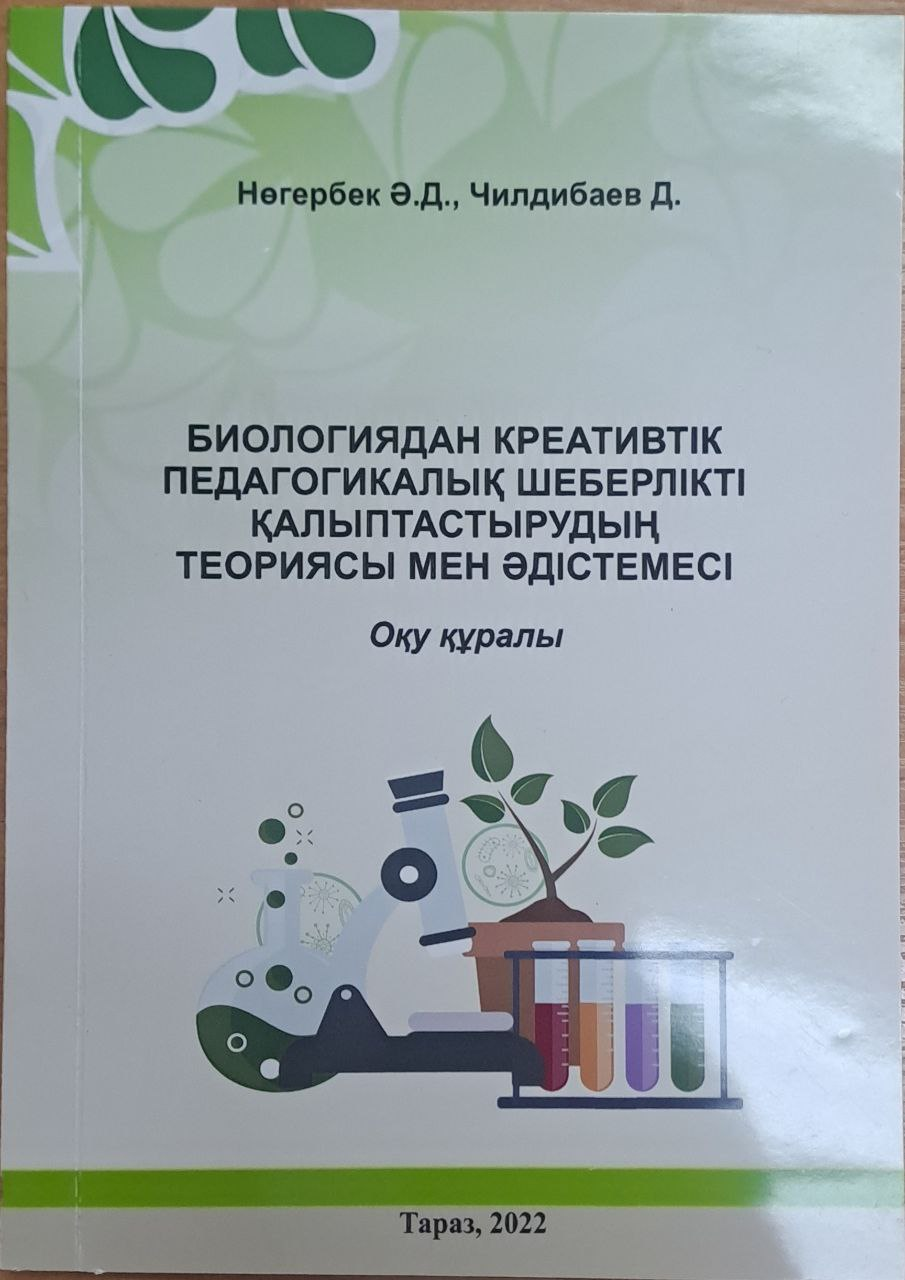 Нөгербек Ә.Д., Чилдибаев Д.
БИОЛОГИЯДАН КРЕАТИВТІК
ПЕДАГОГИКАЛЫҚ ШЕБЕРЛІКТІ
ҚАЛЫПТАСТЫРУДЫҢ
ТЕОРИЯСЫ МЕН ӘДІСТЕМЕСІ
Оқу құралы
Тараз, 2022